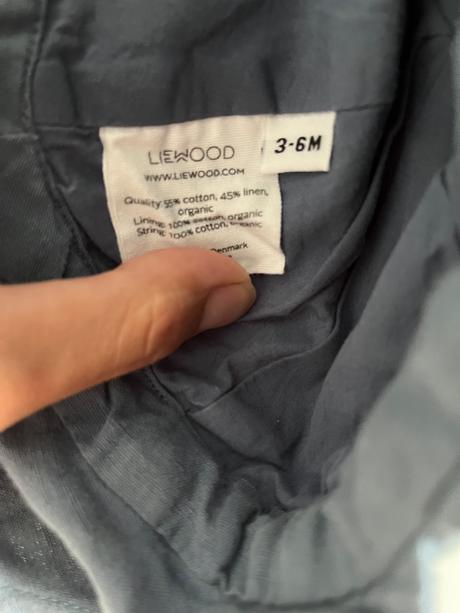 LIEWOOD
3-6M
WWW.LIEWOOD.COM
Quality: 55% cotton, 45% linen,
organic
Lining: 100% cotton, organic
String: 100% cotton, organic
Denmark